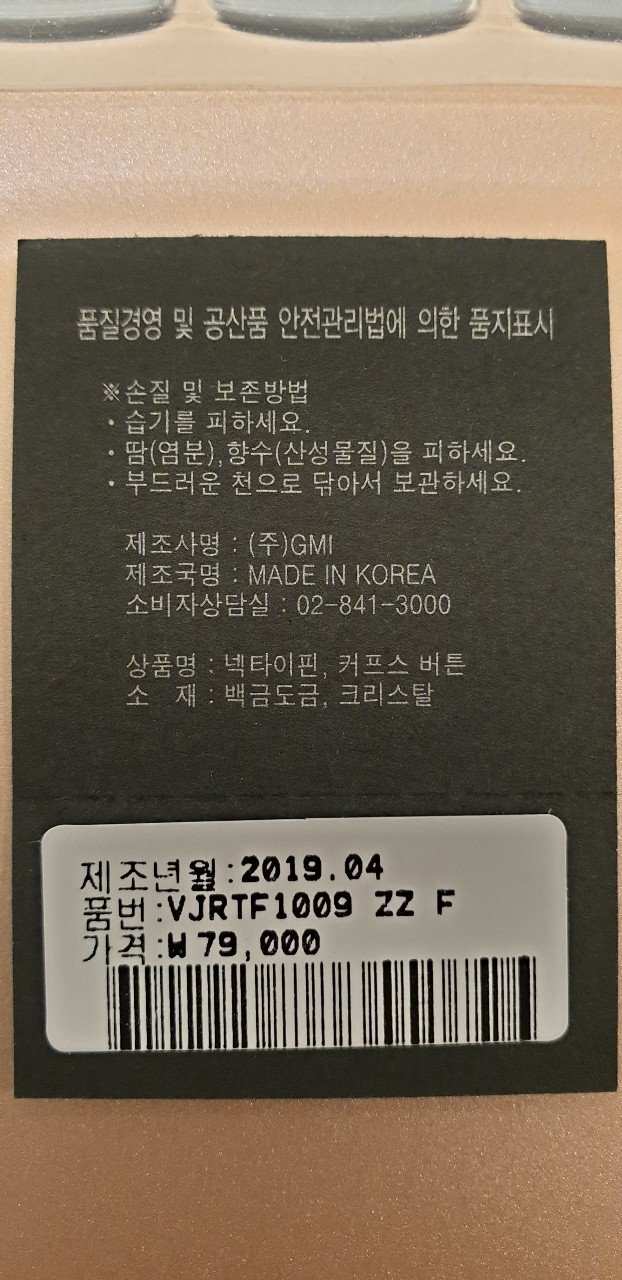 품질경영 및 공산품 안전관리법에 의한 품지표시
※손질 및 보존방법
· 습기를 피하세요.
· 땀(염분),향수(산성물질)을 피하세요.
· 부드러운 천으로 닦아서 보관하세요.
제조사명 : (주)GMI
제조국명 : MADE IN KOREA
소비자상담실 : 02-841-3000
상품명 : 넥타이핀, 커프스 버튼
소 재 : 백금도금, 크리스탈
제조년월:2019.04
품번:VJRTF1009 ZZ F
가격:₩79,000